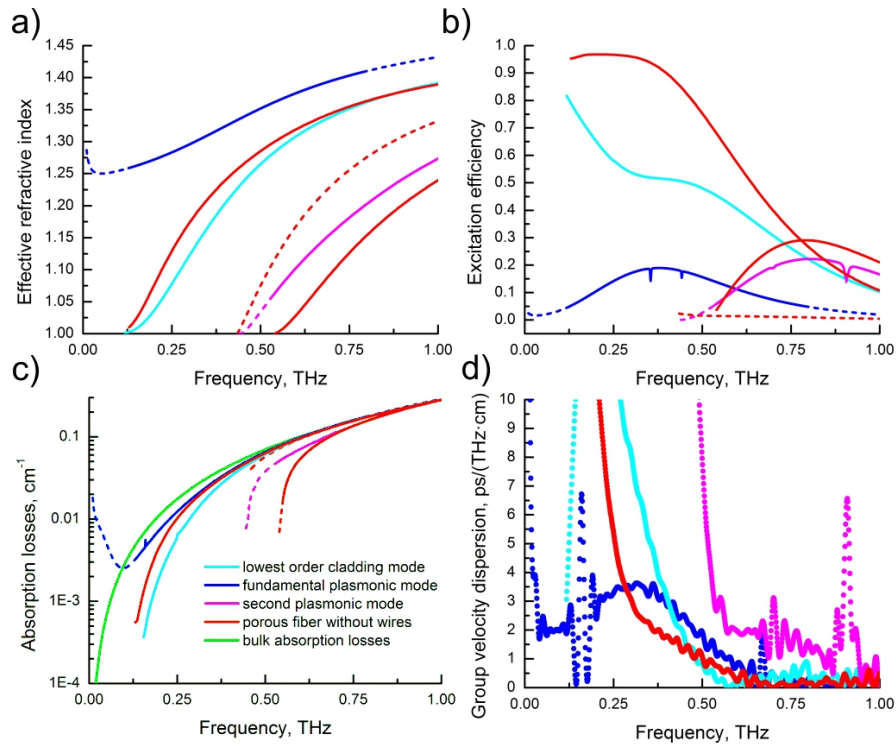 a)
1.45
1.40
1.35
1.30
1.25
1.20
1.15
1.10
1.05
1.00
0.00 0.25 0.50 0.75 1.00
Effective refractive index
Frequency, THz
b)
1.0
0.9
0.8
0.7
0.6
0.5
0.4
0.3
0.2
0.1
0.0
0.00 0.25 0.50 0.75 1.00
Excitation efficiency
Frequency, THz
c)
0.1
0.01
1E-3
1E-4
0.00 0.25 0.50 0.75 1.00
Absorption losses, cm-1
lowest order cladding mode
fundamental plasmonic mode
second plasmonic mode
porous fiber without wires
bulk absorption losses
Frequency, THz
d)
10
9
8
7
6
5
4
3
2
1
0
0.00 0.25 0.50 0.75 1.00
Group velocity dispersion, ps/(THz·cm)
Frequency, THz